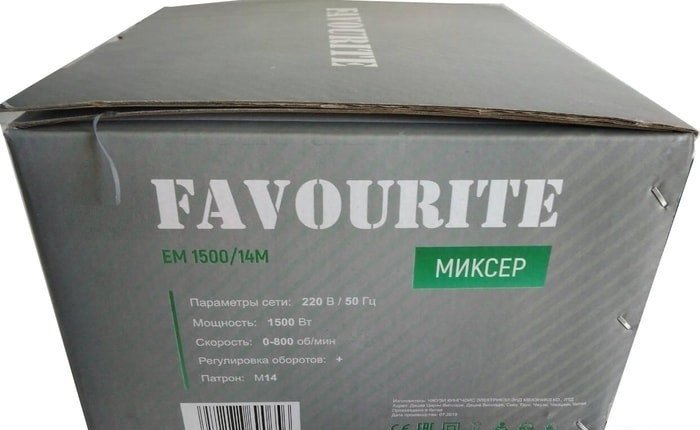 FAVOURITE
FAVOURITE
EM 1500/14M
МИКСЕР
Параметры сети: 220 В / 50 Гц
Мощность: 1500 Вт
Скорость: 0-800 об/мин
Регулировка оборотов: +
Патрон: М14